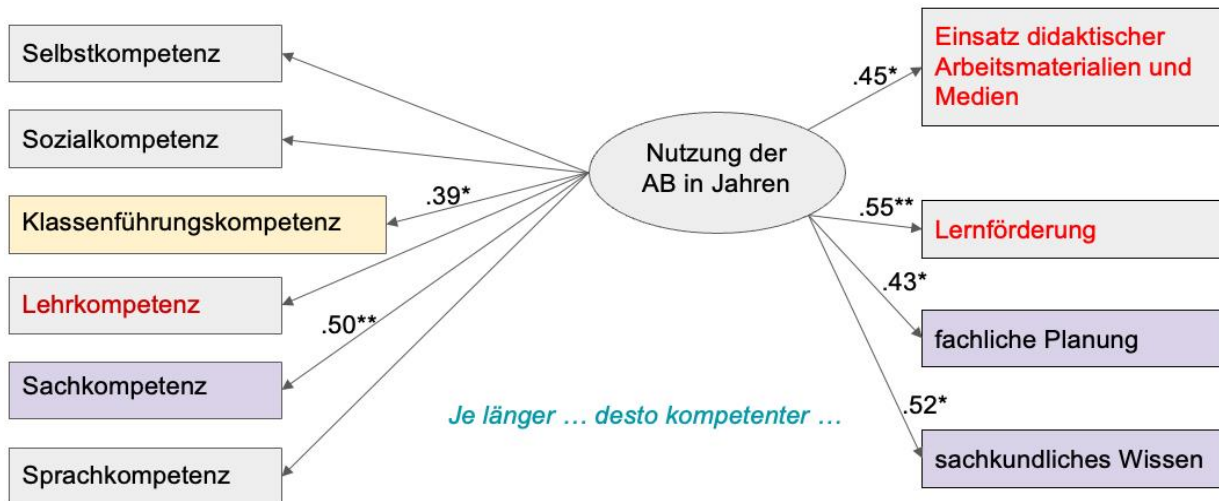 Selbstkompetenz
Sozialkompetenz
Klassenführungskompetenz
Lehrkompetenz
Sachkompetenz
Sprachkompetenz
.39*
.50**
Nutzung der
AB in Jahren
Je länger … desto kompetenter …
.45*
.55**
.43*
.52*
Einsatz didaktischer
Arbeitsmaterialien und
Medien
Lernförderung
fachliche Planung
sachkundliches Wissen